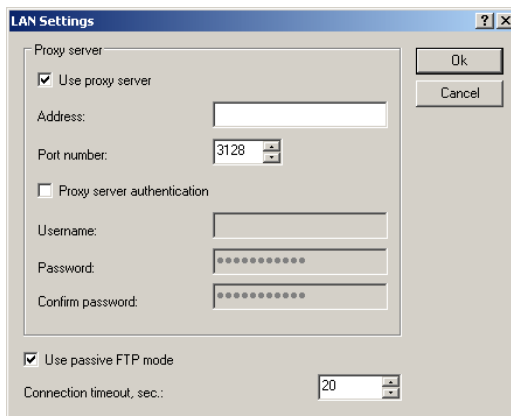 LAN Settings
Proxy server
Ok
Use proxy server
Cancel
Address:
Port number:
3128
Proxy server authentication
Username:
Password:
●●●●●●●●●●●
Confirm password:
●●●●●●●●●●●
Use passive FTP mode
Connection timeout, sec.:
20